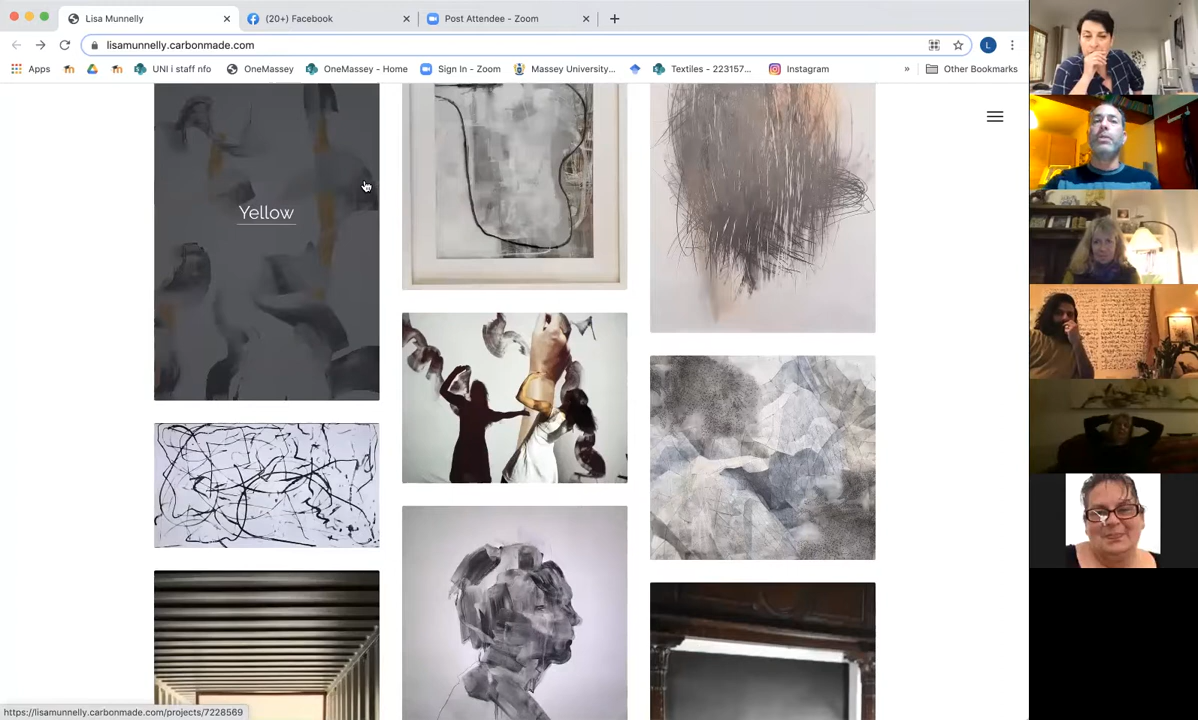 Lisa Munnelly
(20+) Facebook
Post Attendee - Zoom
lisamunnelly.carbonmade.com
L
Apps
UNI i staff nfo
OneMassey
OneMassey - Home
Sign In - Zoom
Massey University...
Textiles - 223157...
Instagram
»
Other Bookmarks
Yellow
https://lisamunnelly.carbonmade.com/projects/7228569